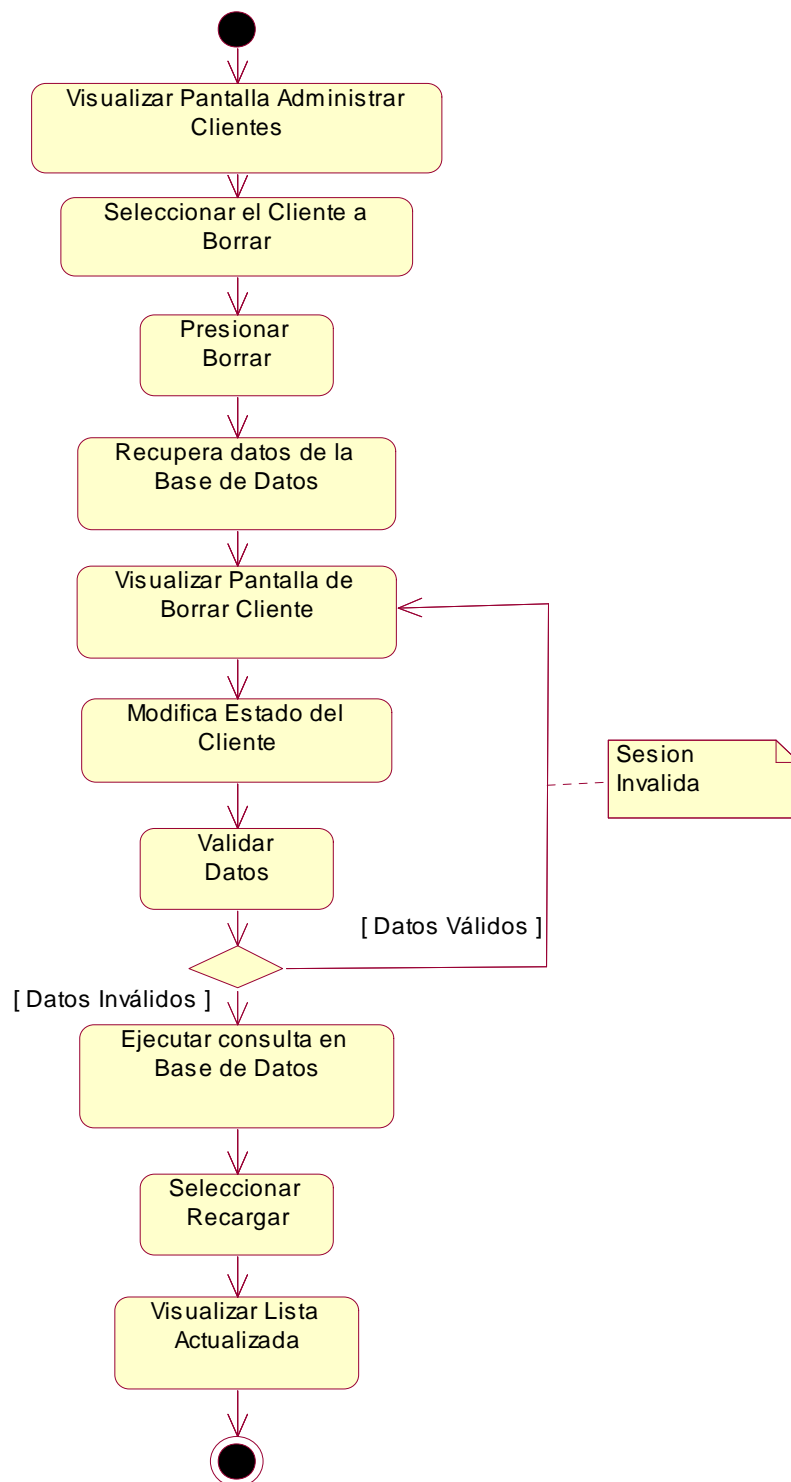 Visualizar Pantalla Administrar
Clientes
Seleccionar el Cliente a
Borrar
Presionar
Borrar
Recupera datos de la
Base de Datos
Visualizar Pantalla de
Borrar Cliente
Modifica Estado del
Cliente
Sesion
Invalida
Validar
Datos
[ Datos Válidos ]
[ Datos Inválidos ]
Ejecutar consulta en
Base de Datos
Seleccionar
Recargar
Visualizar Lista
Actualizada